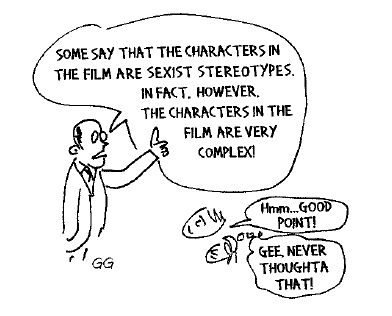 SOME SAY THAT THE CHARACTERS IN
THE FILM ARE SEXIST STEREOTYPES.
IN FACT, HOWEVER,
THE CHARACTERS IN THE
FILM ARE VERY
COMPLEX!
Hmm...GOOD
POINT!
GEE, NEVER
THOUGHTA
THAT!
GG